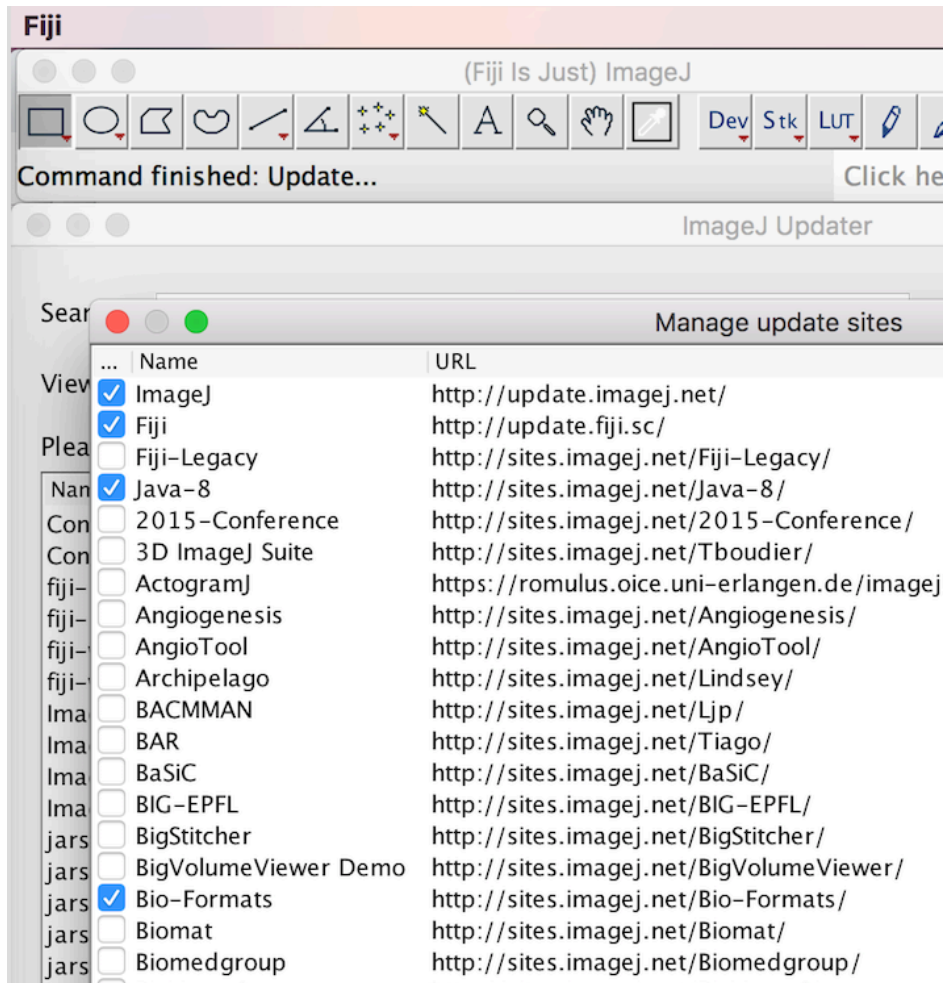 Fiji
(Fiji Is Just) ImageJ
A Dev Stk LUT
Command finished: Update... Click he
ImageJ Updater
Sear
Manage update sites
... Name URL
View
ImageJ http://update.imagej.net/
Fiji http://update.fiji.sc/
Plea
Fiji-Legacy http://sites.imagej.net/Fiji-Legacy/
Nan Java-8 http://sites.imagej.net/Java-8/
Con 2015-Conference http://sites.imagej.net/2015-Conference/
Con 3D ImageJ Suite http://sites.imagej.net/Tboudier/
fiji- ActogramJ https://romulus.oice.uni-erlangen.de/imagej
fiji- Angiogenesis http://sites.imagej.net/Angiogenesis/
fiji- AngioTool http://sites.imagej.net/AngioTool/
fiji- Archipelago http://sites.imagej.net/Lindsey/
Ima BACMMAN http://sites.imagej.net/Ljp/
Ima BAR http://sites.imagej.net/Tiago/
Ima BaSiC http://sites.imagej.net/BaSiC/
Ima BIG-EPFL http://sites.imagej.net/BIG-EPFL/
jars BigStitcher http://sites.imagej.net/BigStitcher/
jars BigVolumeViewer Demo http://sites.imagej.net/BigVolumeViewer/
jars Bio-Formats http://sites.imagej.net/Bio-Formats/
jars Biomat http://sites.imagej.net/Biomat/
jars Biomedgroup http://sites.imagej.net/Biomedgroup/